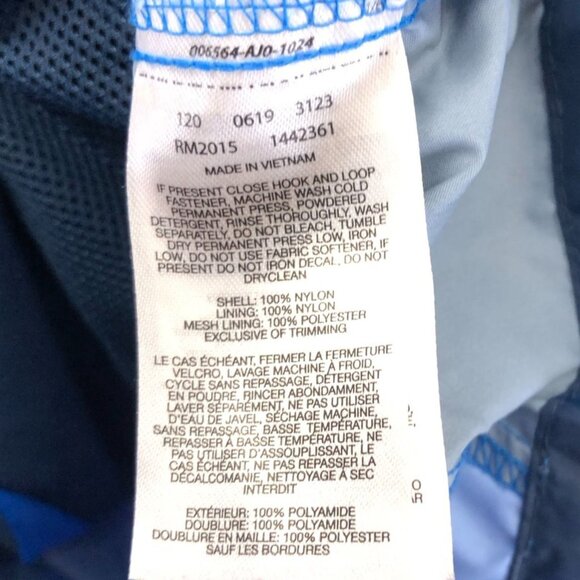 006564-AJ0-1024
120 0619 3123
RM2015 1442361
MADE IN VIETNAM
IF PRESENT CLOSE HOOK AND LOOP
FASTENER, MACHINE WASH COLD
PERMANENT PRESS, POWDERED
DETERGENT, RINSE THOROUGHLY, WASH
SEPARATELY, DO NOT BLEACH, TUMBLE
DRY PERMANENT PRESS LOW, IRON
LOW, DO NOT USE FABRIC SOFTENER, IF
PRESENT DO NOT IRON DECAL, DO NOT
DRYCLEAN
SHELL: 100% NYLON
LINING: 100% NYLON
MESH LINING: 100% POLYESTER
EXCLUSIVE OF TRIMMING
LE CAS ÉCHÉANT, FERMER LA FERMETURE
VELCRO, LAVAGE MACHINE À FROID,
CYCLE SANS REPASSAGE, DÉTERGENT
EN POUDRE, RINCER ABONDAMMENT,
LAVER SÉPARÉMENT, NE PAS UTILISER
D'EAU DE JAVEL, SÉCHAGE MACHINE,
SANS REPASSAGE, BASSE TEMPÉRATURE,
REPASSER À BASSE TEMPÉRATURE, NE
PAS UTILISER D'ASSOUPLISSANT, LE
CAS ÉCHÉANT, NE PAS REPASSER LA
DÉCALCOMANIE, NETTOYAGE À SEC
INTERDIT
EXTÉRIEUR: 100% POLYAMIDE
DOUBLURE: 100% POLYAMIDE
DOUBLURE EN MAILLE: 100% POLYESTER
SAUF LES BORDURES